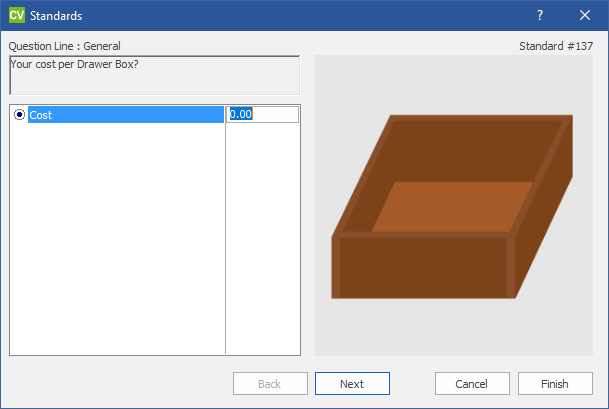 CV Standards ?
Question Line : General Standard #137
Your cost per Drawer Box?
Cost 0.00
Back Next Cancel Finish